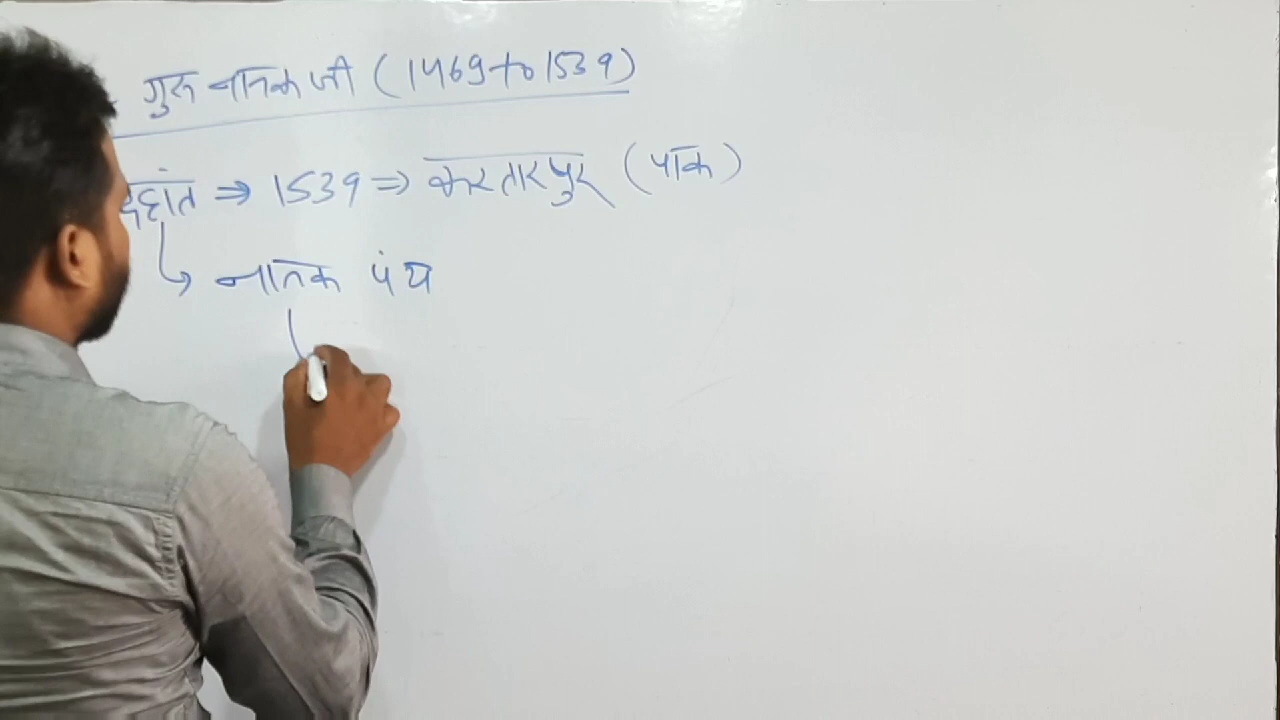 गुरु नानक जी (1469 to 1539)
देहांत ⇒ 1539 ⇒ करतारपुर (पाक)
↳ नानक पंथ